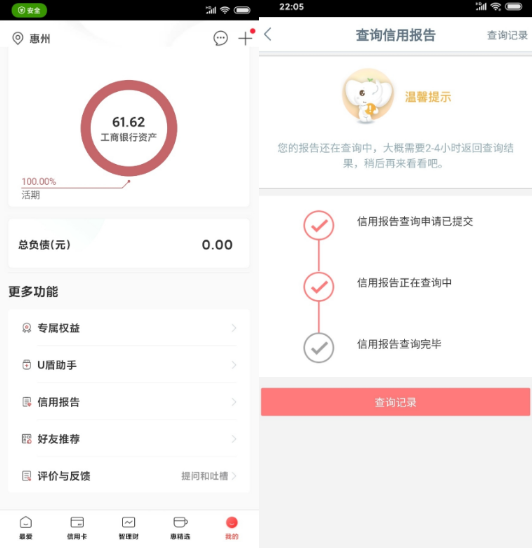 安全
惠州
61.62
工商银行资产
100.00%
活期
总负债(元)
0.00
更多功能
专属权益
U盾助手
信用报告
好友推荐
评价与反馈
提问和吐槽
最爱
信用卡
智理财
惠精选
我的
22:05
查询信用报告
查询记录
温馨提示
您的报告还在查询中，大概需要2-4小时返回查询结
果，稍后再来看看吧。
信用报告查询申请已提交
信用报告正在查询中
信用报告查询完毕
查询记录